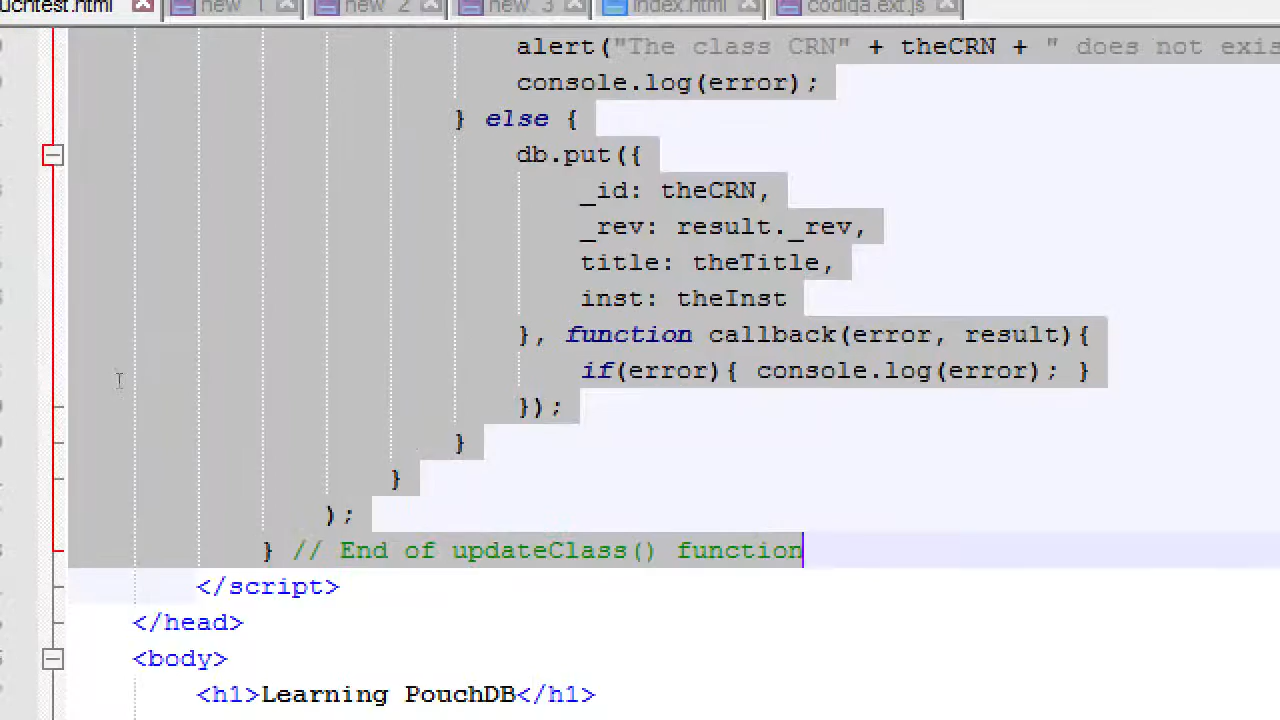 uchtest.html new 1 new 2 new 3 index.html codiqa.ext.js
alert("The class CRN" + theCRN + " does not exis
console.log(error);
} else {
db.put({
_id: theCRN,
_rev: result._rev,
title: theTitle,
inst: theInst
}, function callback(error, result){
if(error){ console.log(error); }
});
}
}
);
} // End of updateClass() function
</script>
</head>
<body>
<h1>Learning PouchDB</h1>